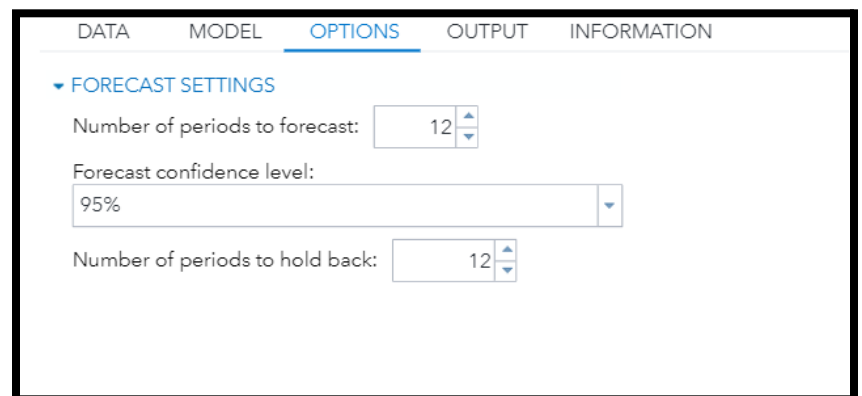 DATA MODEL OPTIONS OUTPUT INFORMATION
FORECAST SETTINGS
Number of periods to forecast: 12
Forecast confidence level:
95%
Number of periods to hold back: 12